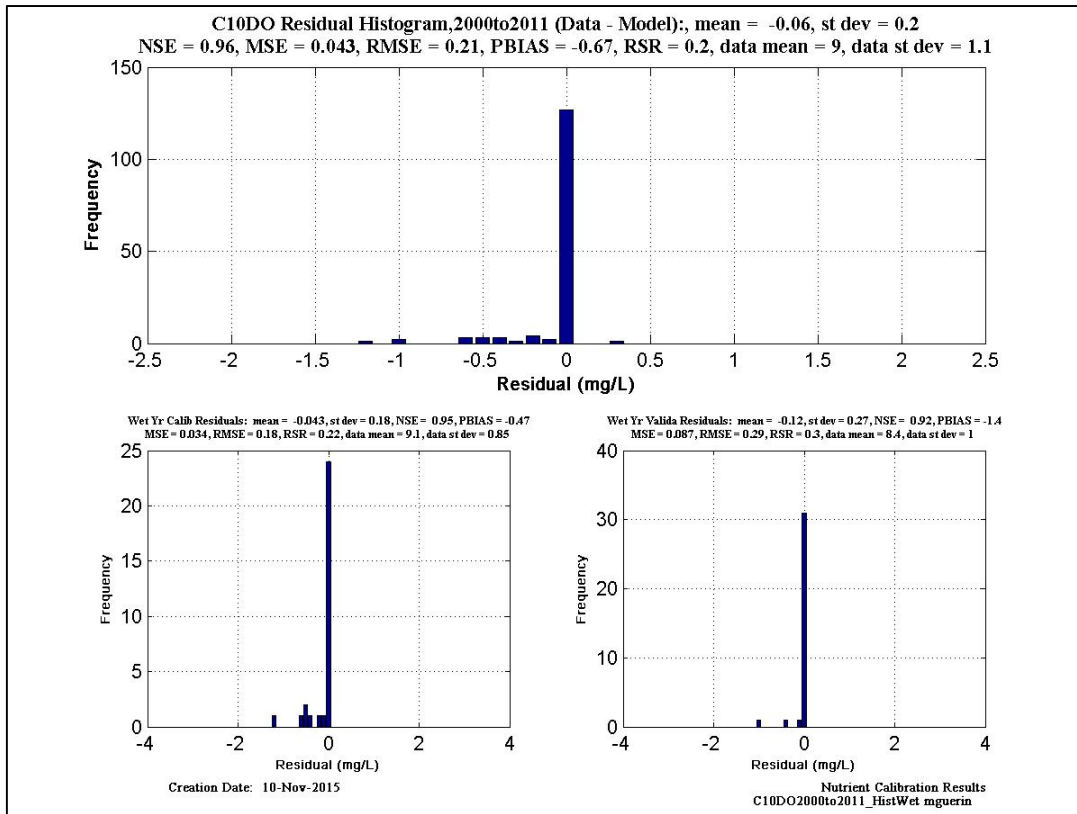 C10DO Residual Histogram,2000to2011 (Data - Model):, mean = -0.06, st dev = 0.2
NSE = 0.96, MSE = 0.043, RMSE = 0.21, PBIAS = -0.67, RSR = 0.2, data mean = 9, data st dev = 1.1
150
100
50
0
Frequency
-2.5 -2 -1.5 -1 -0.5 0 0.5 1 1.5 2 2.5
Residual (mg/L)
Wet Yr Calib Residuals: mean = -0.043, st dev = 0.18, NSE = 0.95, PBIAS = -0.47
MSE = 0.034, RMSE = 0.18, RSR = 0.22, data mean = 9.1, data st dev = 0.85
25
20
15
10
5
0
Frequency
-4 -2 0 2 4
Residual (mg/L)
Wet Yr Valida Residuals: mean = -0.12, st dev = 0.27, NSE = 0.92, PBIAS = -1.4
MSE = 0.087, RMSE = 0.29, RSR = 0.3, data mean = 8.4, data st dev = 1
40
30
20
10
0
Frequency
-4 -2 0 2 4
Residual (mg/L)
Creation Date: 10-Nov-2015
Nutrient Calibration Results
C10DO2000to2011_HistWet mguerin